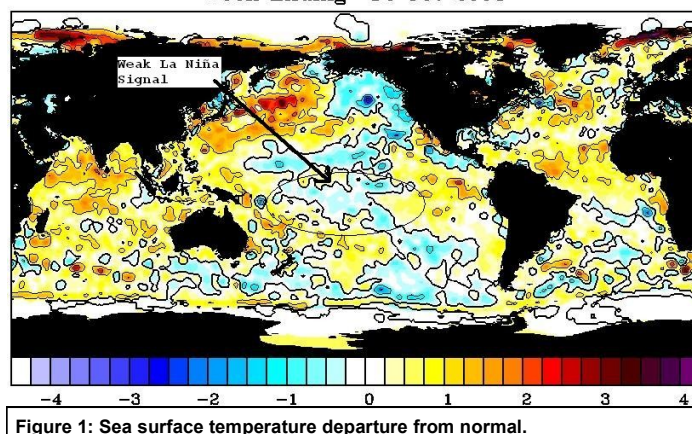 Weak La Niña
Signal
-4 -3 -2 -1 0 1 2 3 4
Figure 1: Sea surface temperature departure from normal.